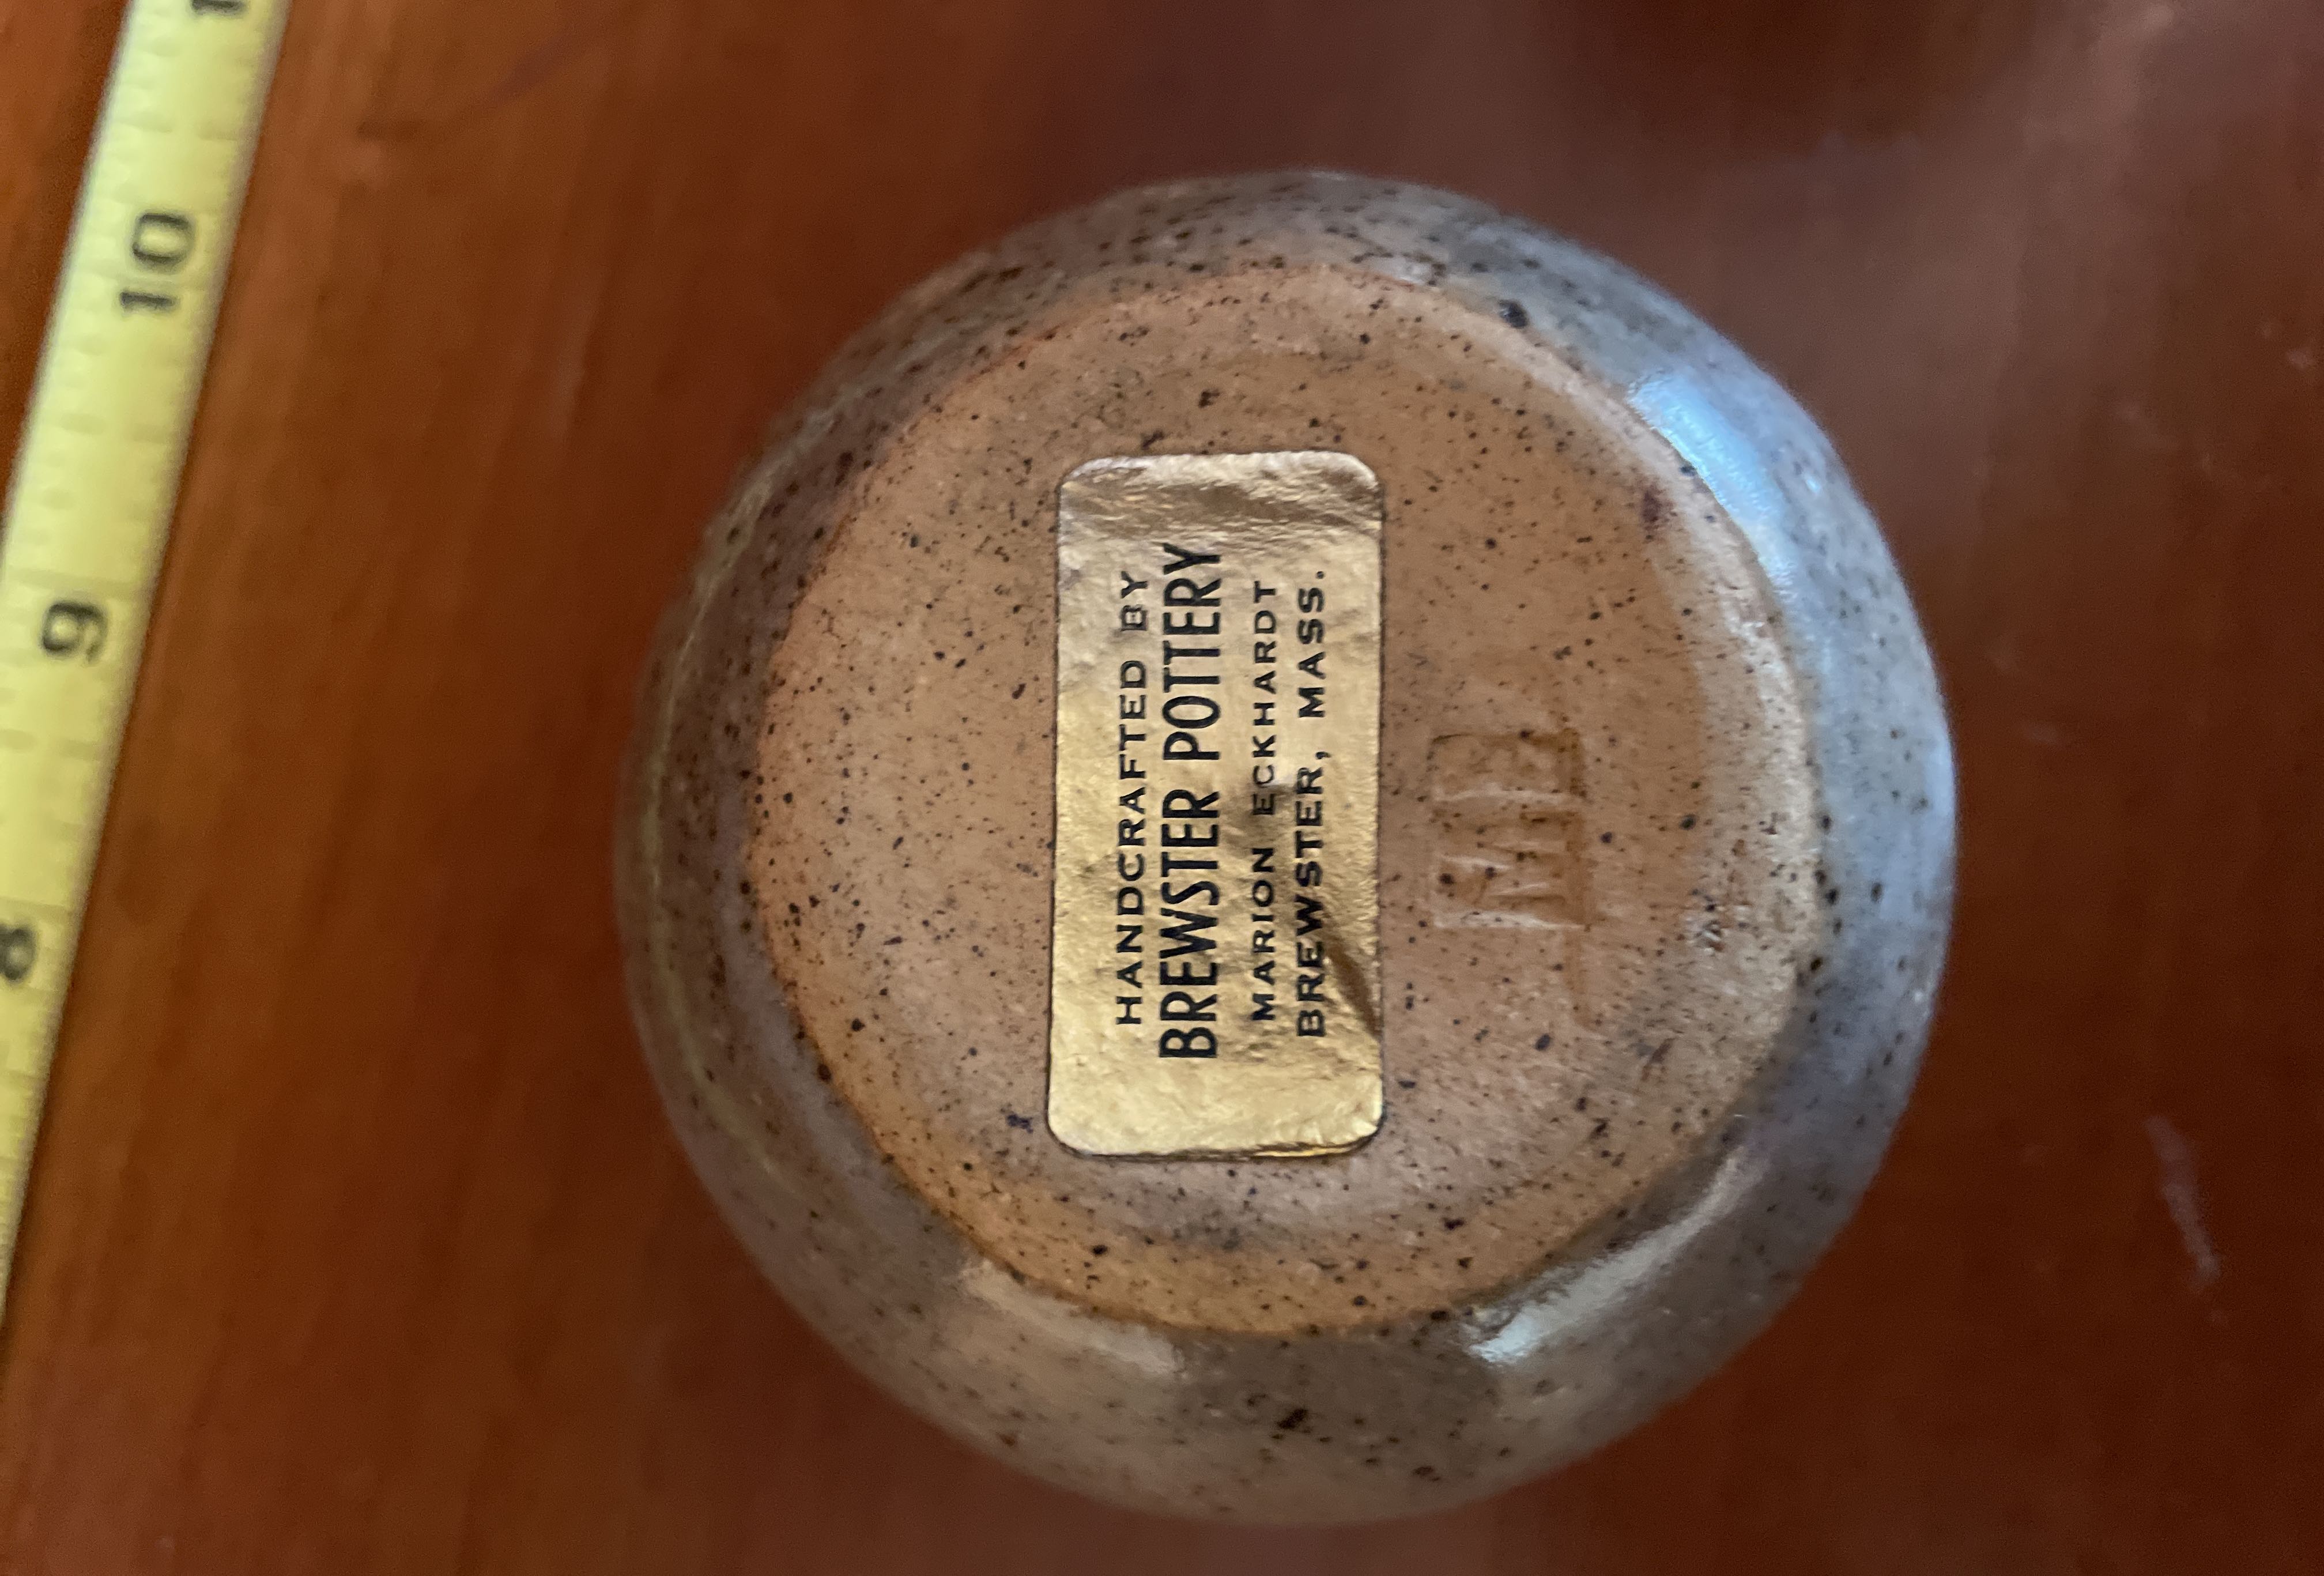 HANDCRAFTED BY
BREWSTER POTTERY
MARION ECKHARDT
BREWSTER, MASS.
ME
10
9
8